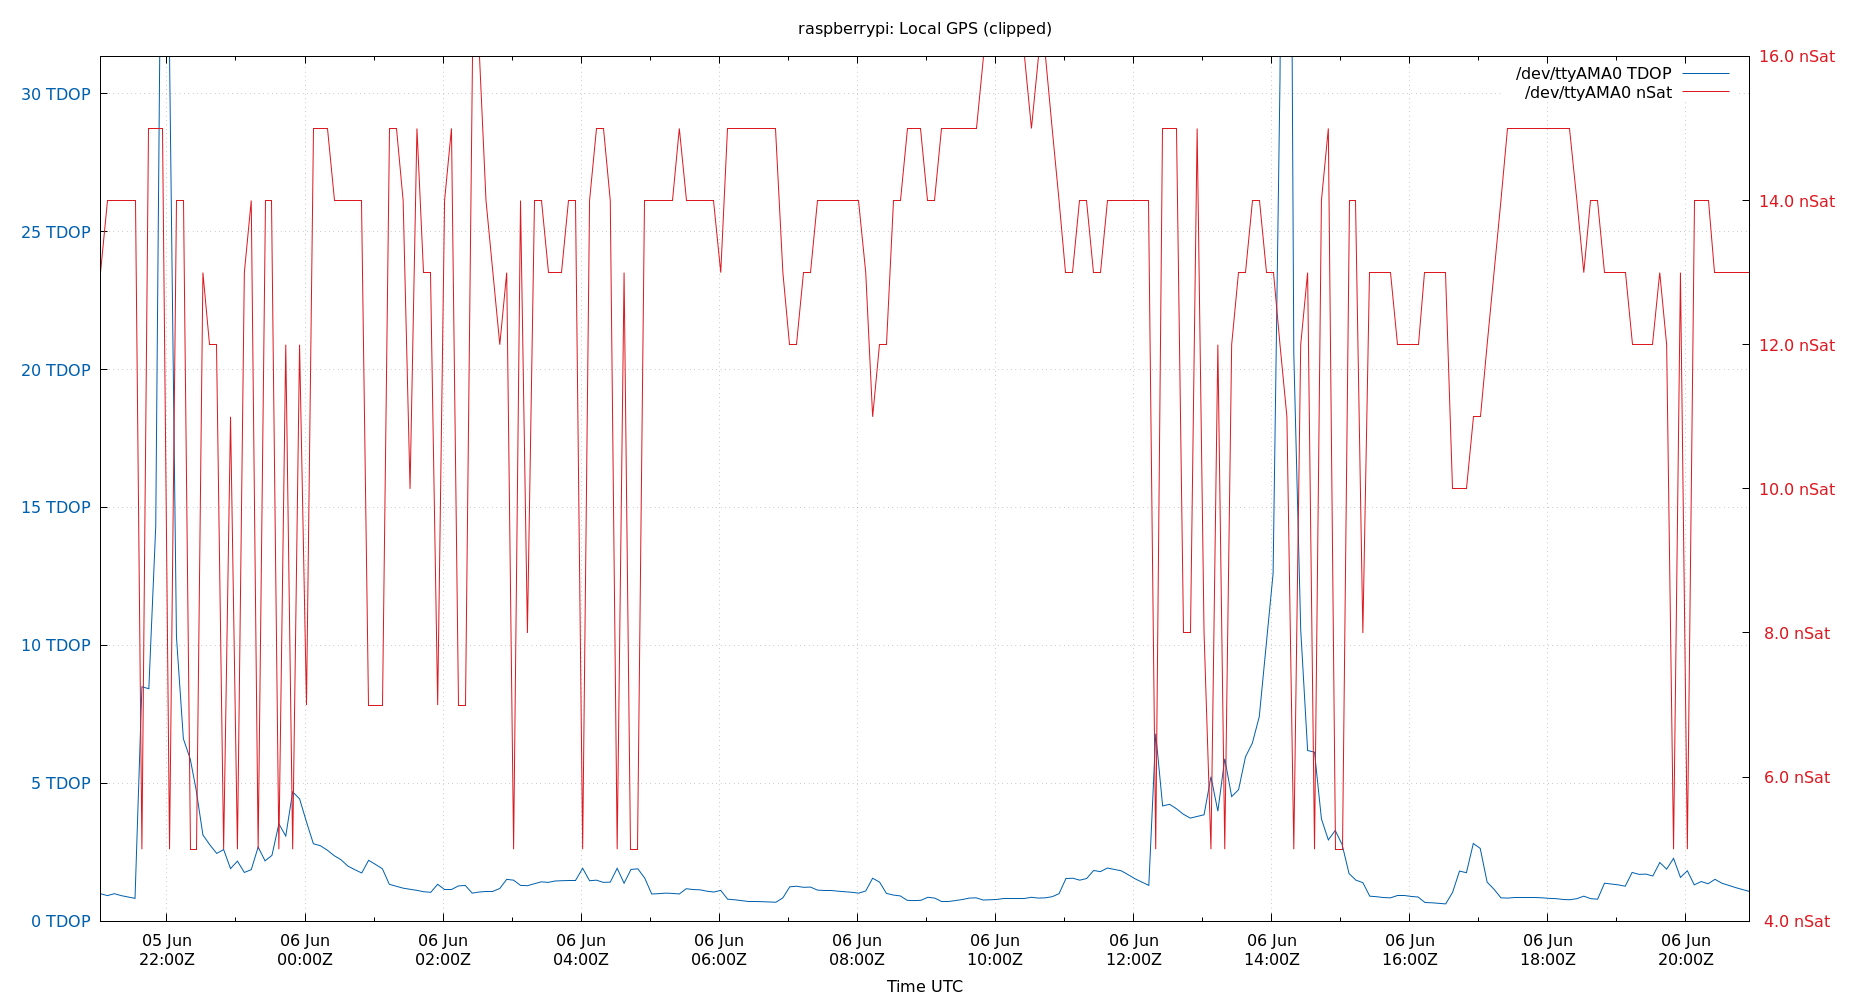 raspberrypi: Local GPS (clipped)
/dev/ttyAMA0 TDOP
/dev/ttyAMA0 nSat
30 TDOP
25 TDOP
20 TDOP
15 TDOP
10 TDOP
5 TDOP
0 TDOP
16.0 nSat
14.0 nSat
12.0 nSat
10.0 nSat
8.0 nSat
6.0 nSat
4.0 nSat
05 Jun
22:00Z
06 Jun
00:00Z
06 Jun
02:00Z
06 Jun
04:00Z
06 Jun
06:00Z
06 Jun
08:00Z
06 Jun
10:00Z
06 Jun
12:00Z
06 Jun
14:00Z
06 Jun
16:00Z
06 Jun
18:00Z
06 Jun
20:00Z
Time UTC